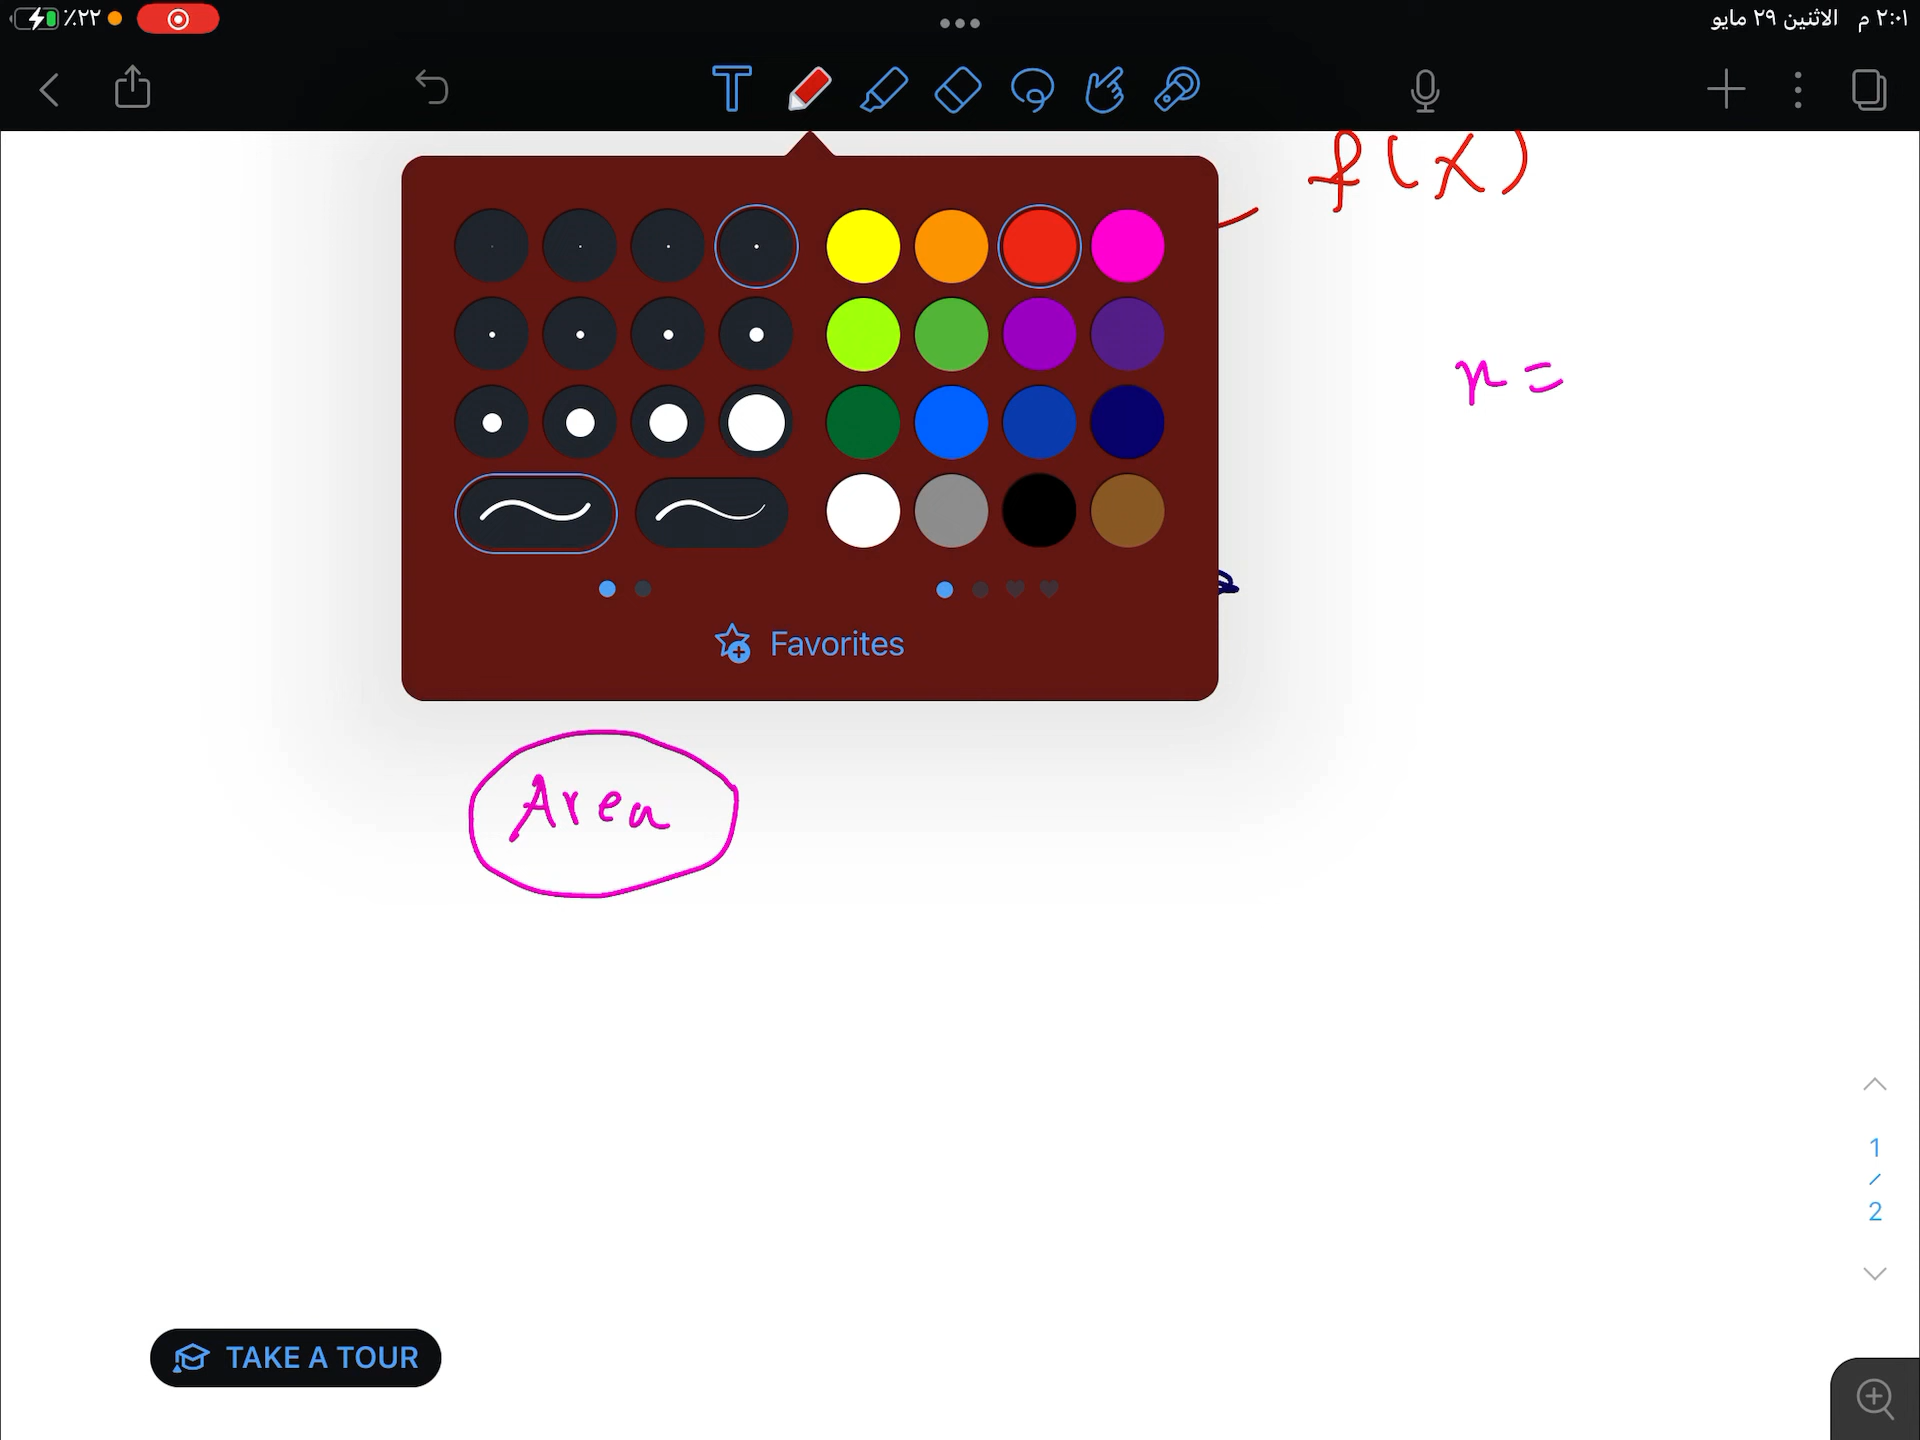 ٪٢٢
٢:٠١ م الاثنين ٢٩ مايو
T
f(x)
n =
Favorites
Area
1
/
2
TAKE A TOUR